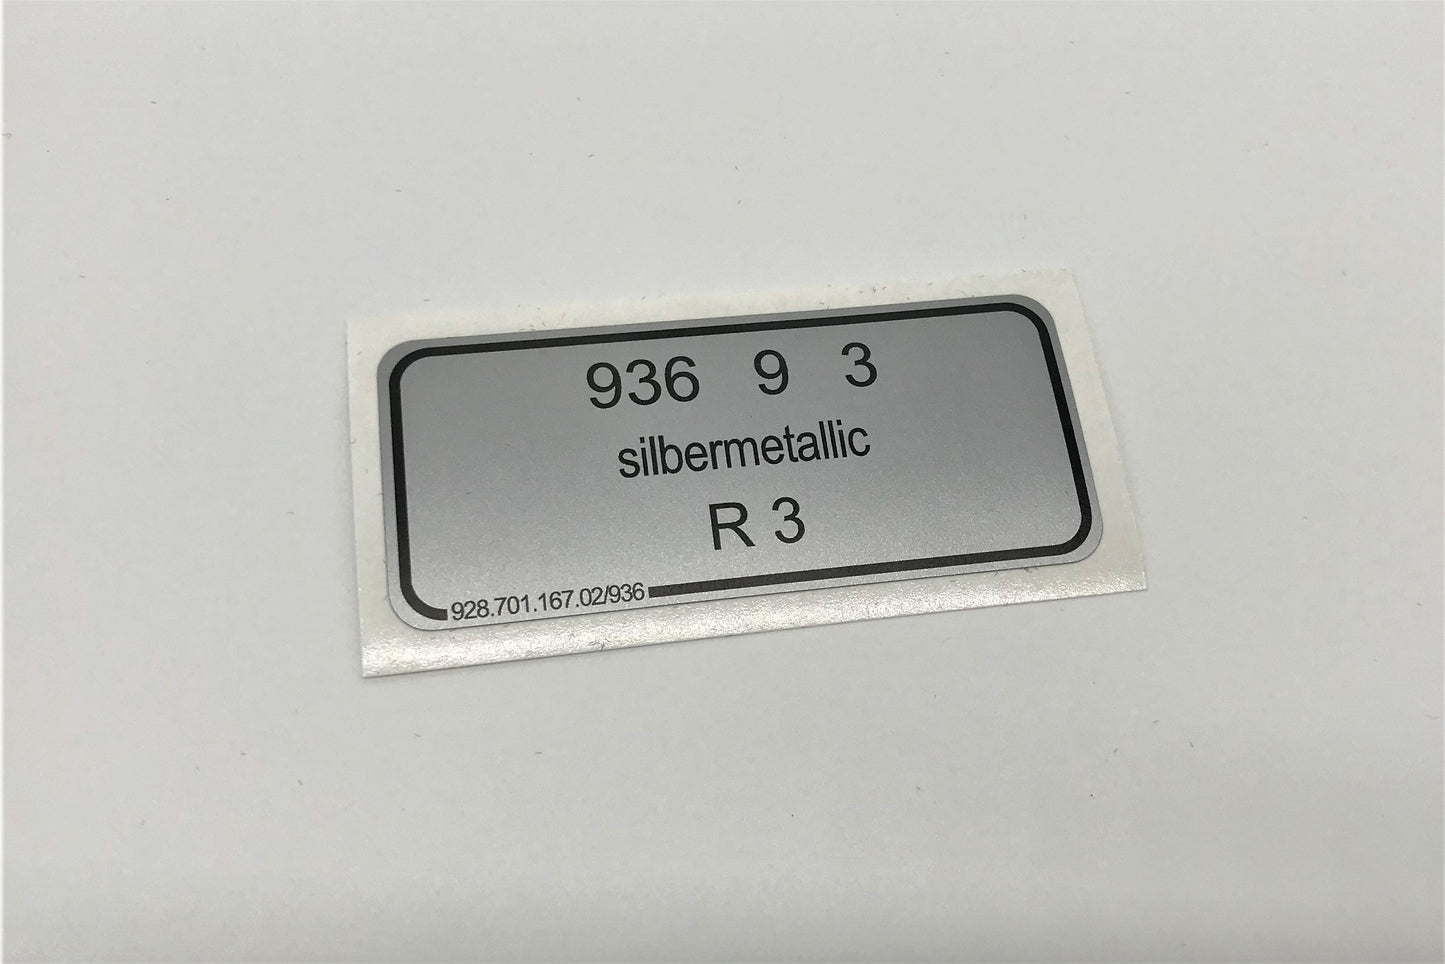 936 9 3
silbermetallic
R 3
928.701.167.02/936